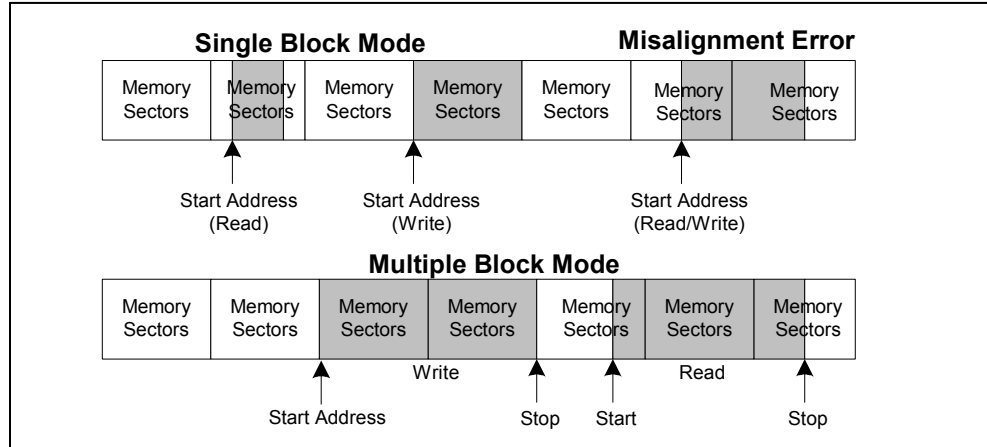 Single Block Mode
Misalignment Error
Memory Sectors
Memory Sectors
Memory Sectors
Memory Sectors
Memory Sectors
Memory Sectors
Memory Sectors
Start Address
(Read)
Start Address
(Write)
Start Address
(Read/Write)
Multiple Block Mode
Memory Sectors
Memory Sectors
Memory Sectors
Memory Sectors
Memory Sectors
Memory Sectors
Memory Sectors
Write
Read
Start Address
Stop
Start
Stop